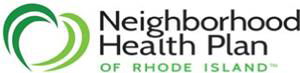 Neighborhood
Health Plan
OF RHODE ISLAND™